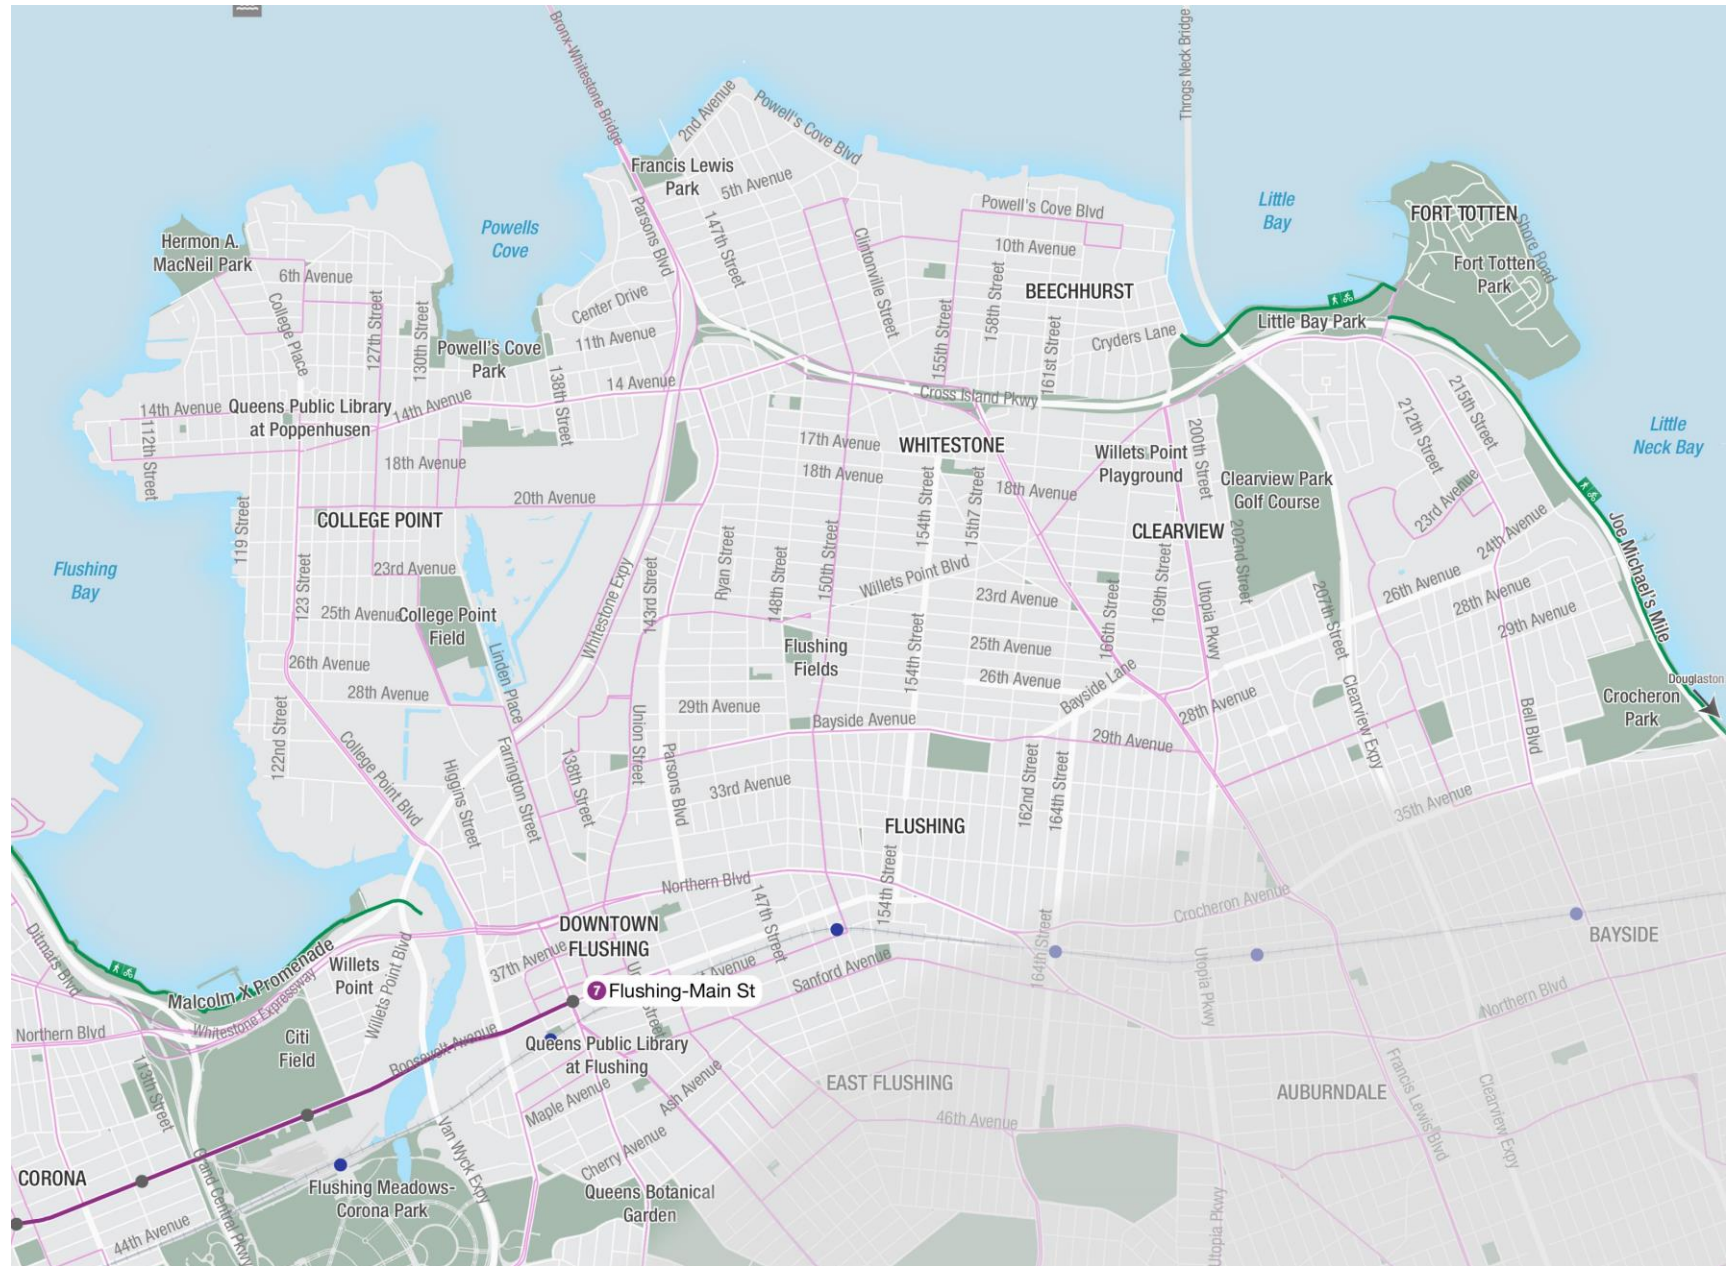 Bronx-Whitestone Bridge
Throgs Neck Bridge
2nd Avenue
Powell's Cove Blvd
Francis Lewis
Park
5th Avenue
Little
Bay
FORT TOTTEN
Shore Road
Fort Totten
Park
Hermon A.
MacNeil Park
Powells
Cove
6th Avenue
Parsons Blvd
147th Street
Clintonville Street
Powell's Cove Blvd
10th Avenue
BEECHHURST
155th Street
158th Street
161st Street
Cryders Lane
Little Bay Park
College Place
127th Street
130th Street
Center Drive
11th Avenue
Powell's Cove
Park
138th Street
14 Avenue
14th Avenue
14th Avenue
Queens Public Library
at Poppenhusen
112th Street
18th Avenue
20th Avenue
COLLEGE POINT
119 Street
123 Street
Cross Island Pkwy
17th Avenue
WHITESTONE
18th Avenue
18th Avenue
154th Street
15th7 Street
Willets Point
Playground
200th Street
Clearview Park
Golf Course
CLEARVIEW
202nd Street
212th Street
215th Street
23rd Avenue
24th Avenue
Little
Neck Bay
Joe Michael's Mile
Flushing
Bay
23rd Avenue
25th Avenue
College Point
Field
Linden Place
Whitestone Expy
143rd Street
Ryan Street
148th Street
150th Street
Willets Point Blvd
23rd Avenue
166th Street
169th Street
Utopia Pkwy
207th Street
26th Avenue
28th Avenue
29th Avenue
26th Avenue
28th Avenue
122nd Street
Flushing
Fields
154th Street
25th Avenue
26th Avenue
Bayside Lane
28th Avenue
Clearview Expy
Bell Blvd
Crocheron
Park
Douglaston
College Point Blvd
Higgins Street
Farrington Street
138th Street
Union Street
Parsons Blvd
29th Avenue
Bayside Avenue
29th Avenue
33rd Avenue
162nd Street
164th Street
35th Avenue
FLUSHING
154th Street
Northern Blvd
147th Street
DOWNTOWN
FLUSHING
37th Avenue
Sanford Avenue
164th Street
Crocheron Avenue
Utopia Pkwy
BAYSIDE
Northern Blvd
Ditmars Blvd
Malcolm X Promenade
Whitestone Expressway
Willets
Point
Willets Point Blvd
7 Flushing-Main St
Northern Blvd
Citi
Field
Roosevelt Avenue
Queens Public Library
at Flushing
Maple Avenue
Ash Avenue
Cherry Avenue
EAST FLUSHING
46th Avenue
AUBURNDALE
Francis Lewis Blvd
Clearview Expy
Utopia Pkwy
CORONA
44th Avenue
Grand Central Pkwy
Van Wyck Expy
Flushing Meadows-
Corona Park
Queens Botanical
Garden